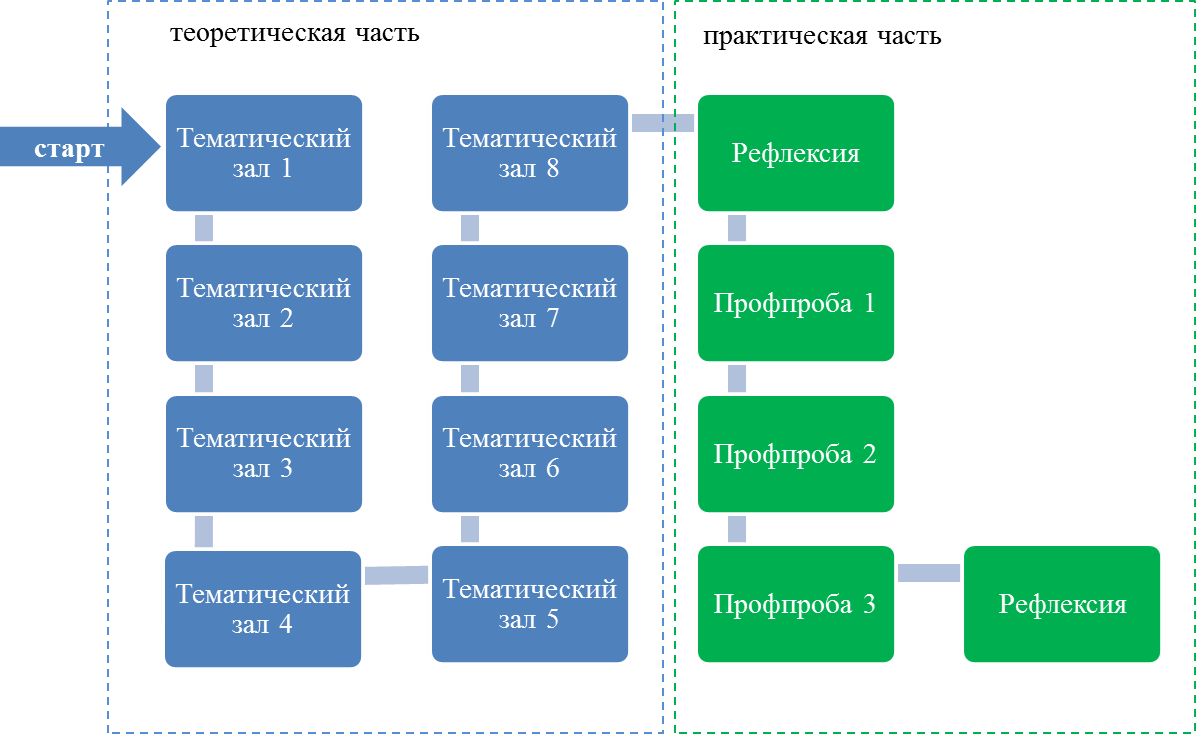 теоретическая часть
практическая часть
старт
Тематический
зал 1
Тематический
зал 2
Тематический
зал 3
Тематический
зал 4
Тематический
зал 5
Тематический
зал 6
Тематический
зал 7
Тематический
зал 8
Рефлексия
Профпроба 1
Профпроба 2
Профпроба 3
Рефлексия